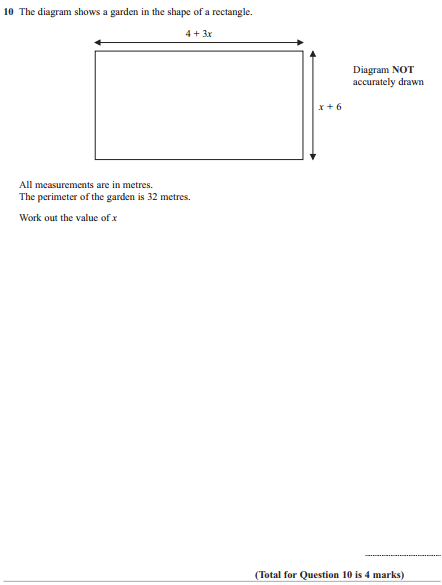 10 The diagram shows a garden in the shape of a rectangle.
4 + 3x
Diagram NOT
accurately drawn
x + 6
All measurements are in metres.
The perimeter of the garden is 32 metres.
Work out the value of x
(Total for Question 10 is 4 marks)